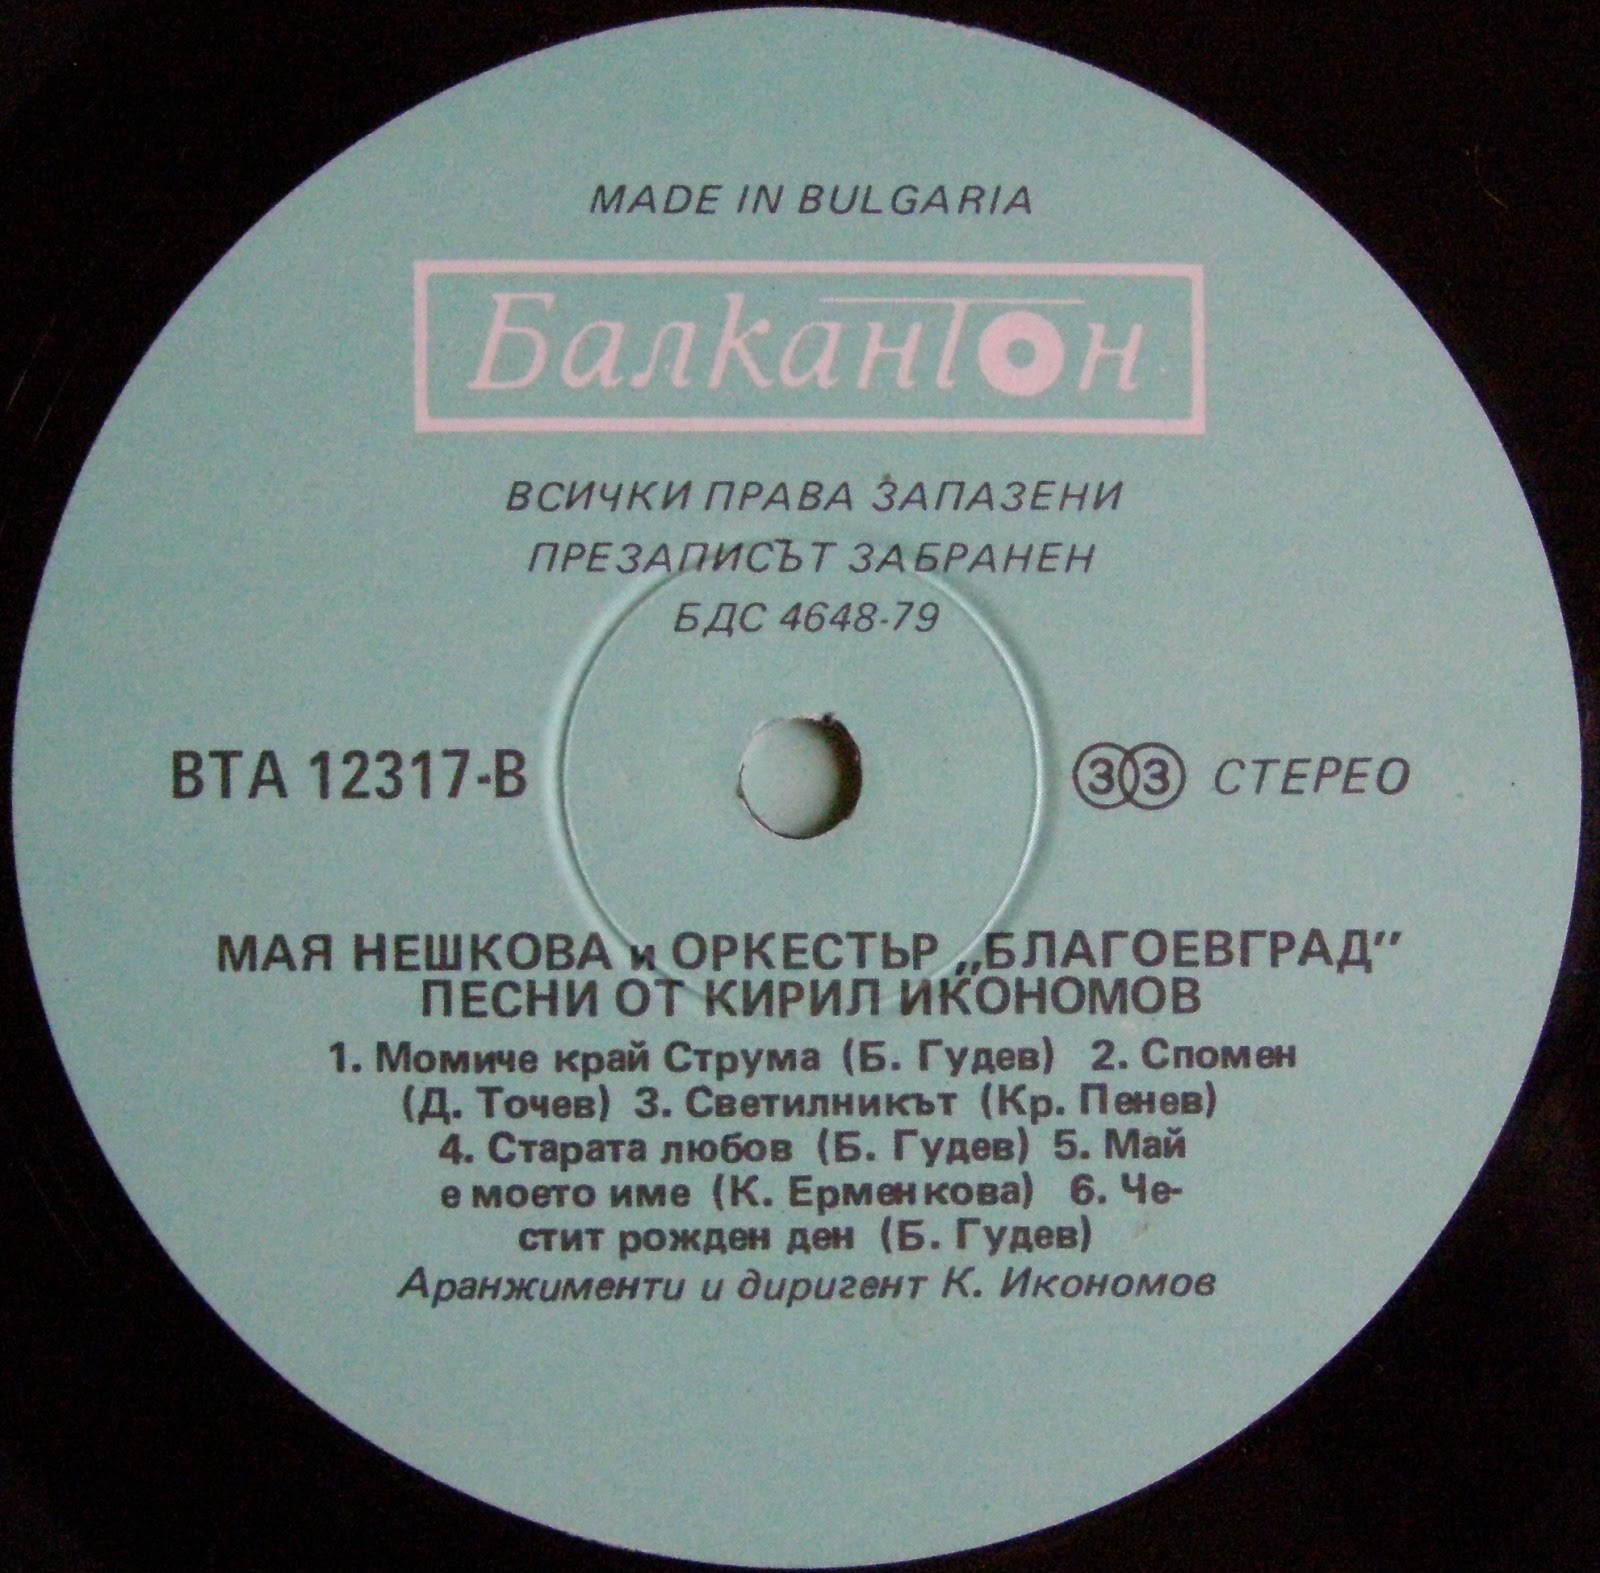 MADE IN BULGARIA
Балкантон
ВСИЧКИ ПРАВА ЗАПАЗЕНИ
ПРЕЗАПИСЪТ ЗАБРАНЕН
БДС 4648-79
ВТА 12317-В
33 СТЕРЕО
МАЯ НЕШКОВА и ОРКЕСТЪР „БЛАГОЕВГРАД”
ПЕСНИ ОТ КИРИЛ ИКОНОМОВ
1. Момиче край Струма (Б. Гудев) 2. Спомен
(Д. Точев) 3. Светилникът (Кр. Пенев)
4. Старата любов (Б. Гудев) 5. Май
е моето име (К. Ерменкова) 6. Че-
стит рожден ден (Б. Гудев)
Аранжименти и диригент К. Икономов